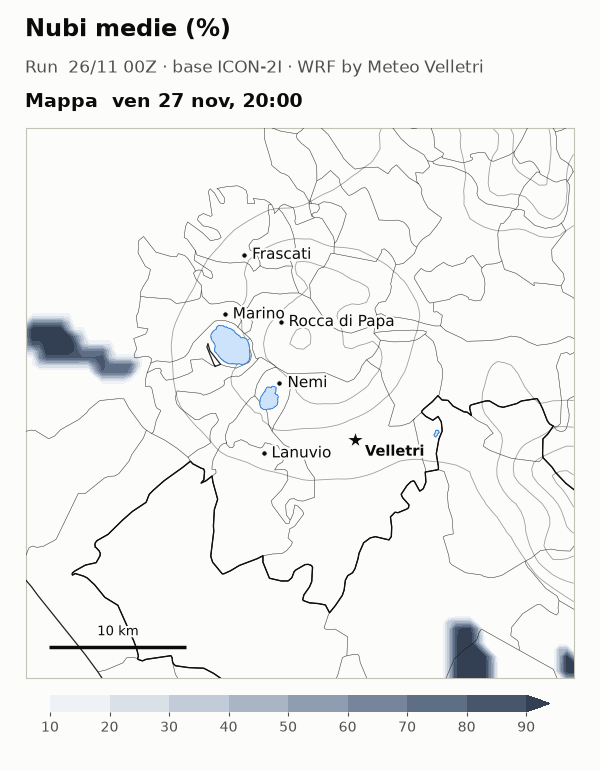 Nubi medie (%)
Run  26/11 00Z · base ICON-2I · WRF by Meteo Velletri
Mappa  ven 27 nov, 20:00
Frascati
Marino
Rocca di Papa
Nemi
Velletri
Lanuvio
10 km
10 20 30 40 50 60 70 80 90